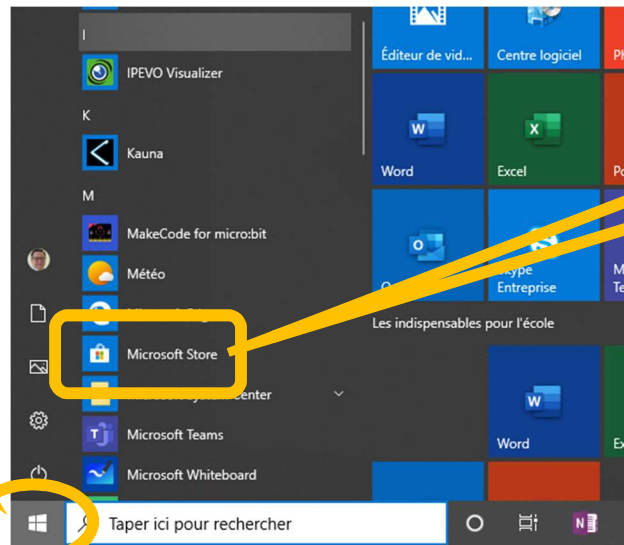 I
IPEVO Visualizer
K
Kauna
M
MakeCode for micro:bit
Météo
Microsoft Store
Microsoft Teams
Microsoft Whiteboard
Éditeur de vid...
Centre logiciel
Word
Excel
Entreprise
Les indispensables pour l'école
Word
Taper ici pour rechercher